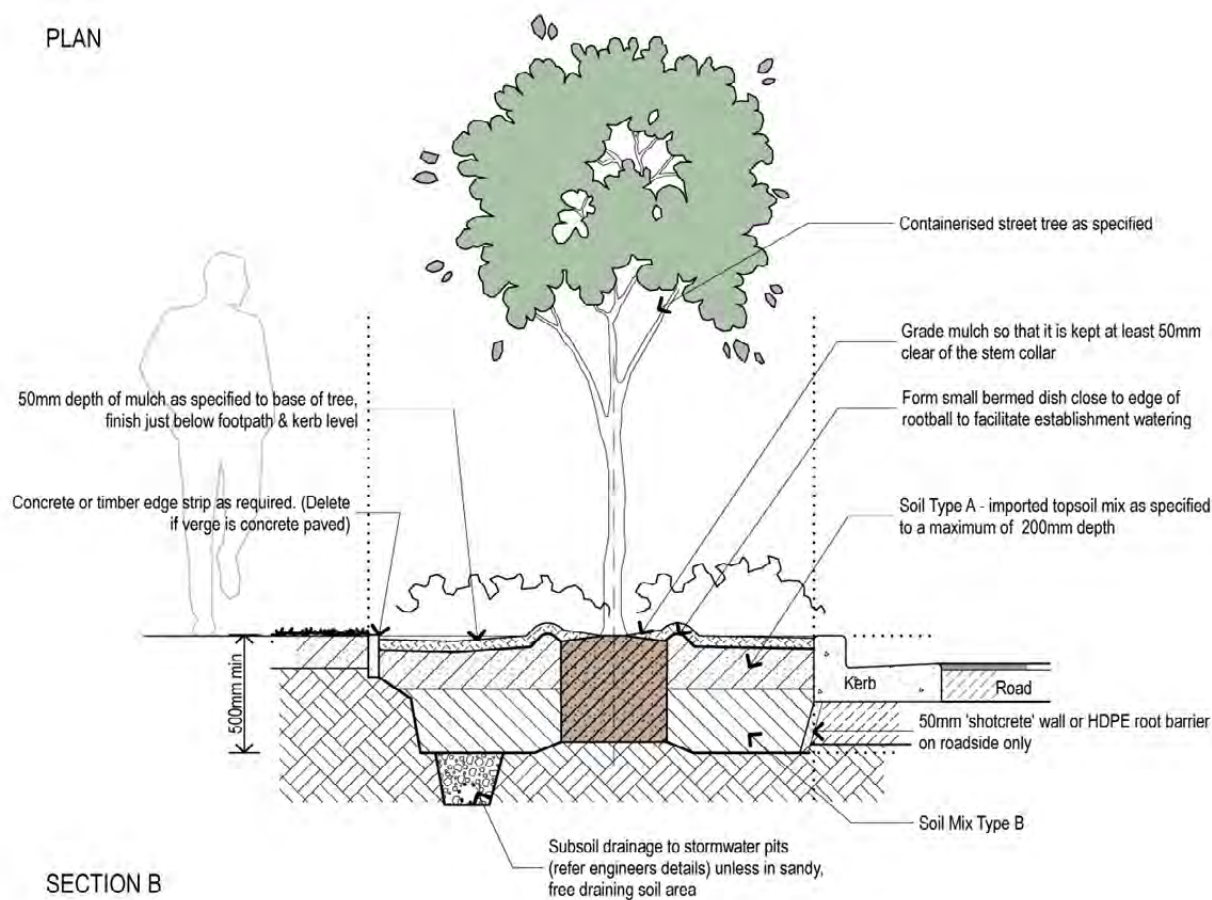 PLAN
Containerised street tree as specified
Grade mulch so that it is kept at least 50mm
clear of the stem collar
50mm depth of mulch as specified to base of tree,
finish just below footpath & kerb level
Form small bermed dish close to edge of
rootball to facilitate establishment watering
Concrete or timber edge strip as required. (Delete
if verge is concrete paved)
Soil Type A - imported topsoil mix as specified
to a maximum of 200mm depth
500mm min
Kerb
Road
50mm 'shotcrete' wall or HDPE root barrier
on roadside only
Soil Mix Type B
Subsoil drainage to stormwater pits
(refer engineers details) unless in sandy,
free draining soil area
SECTION B